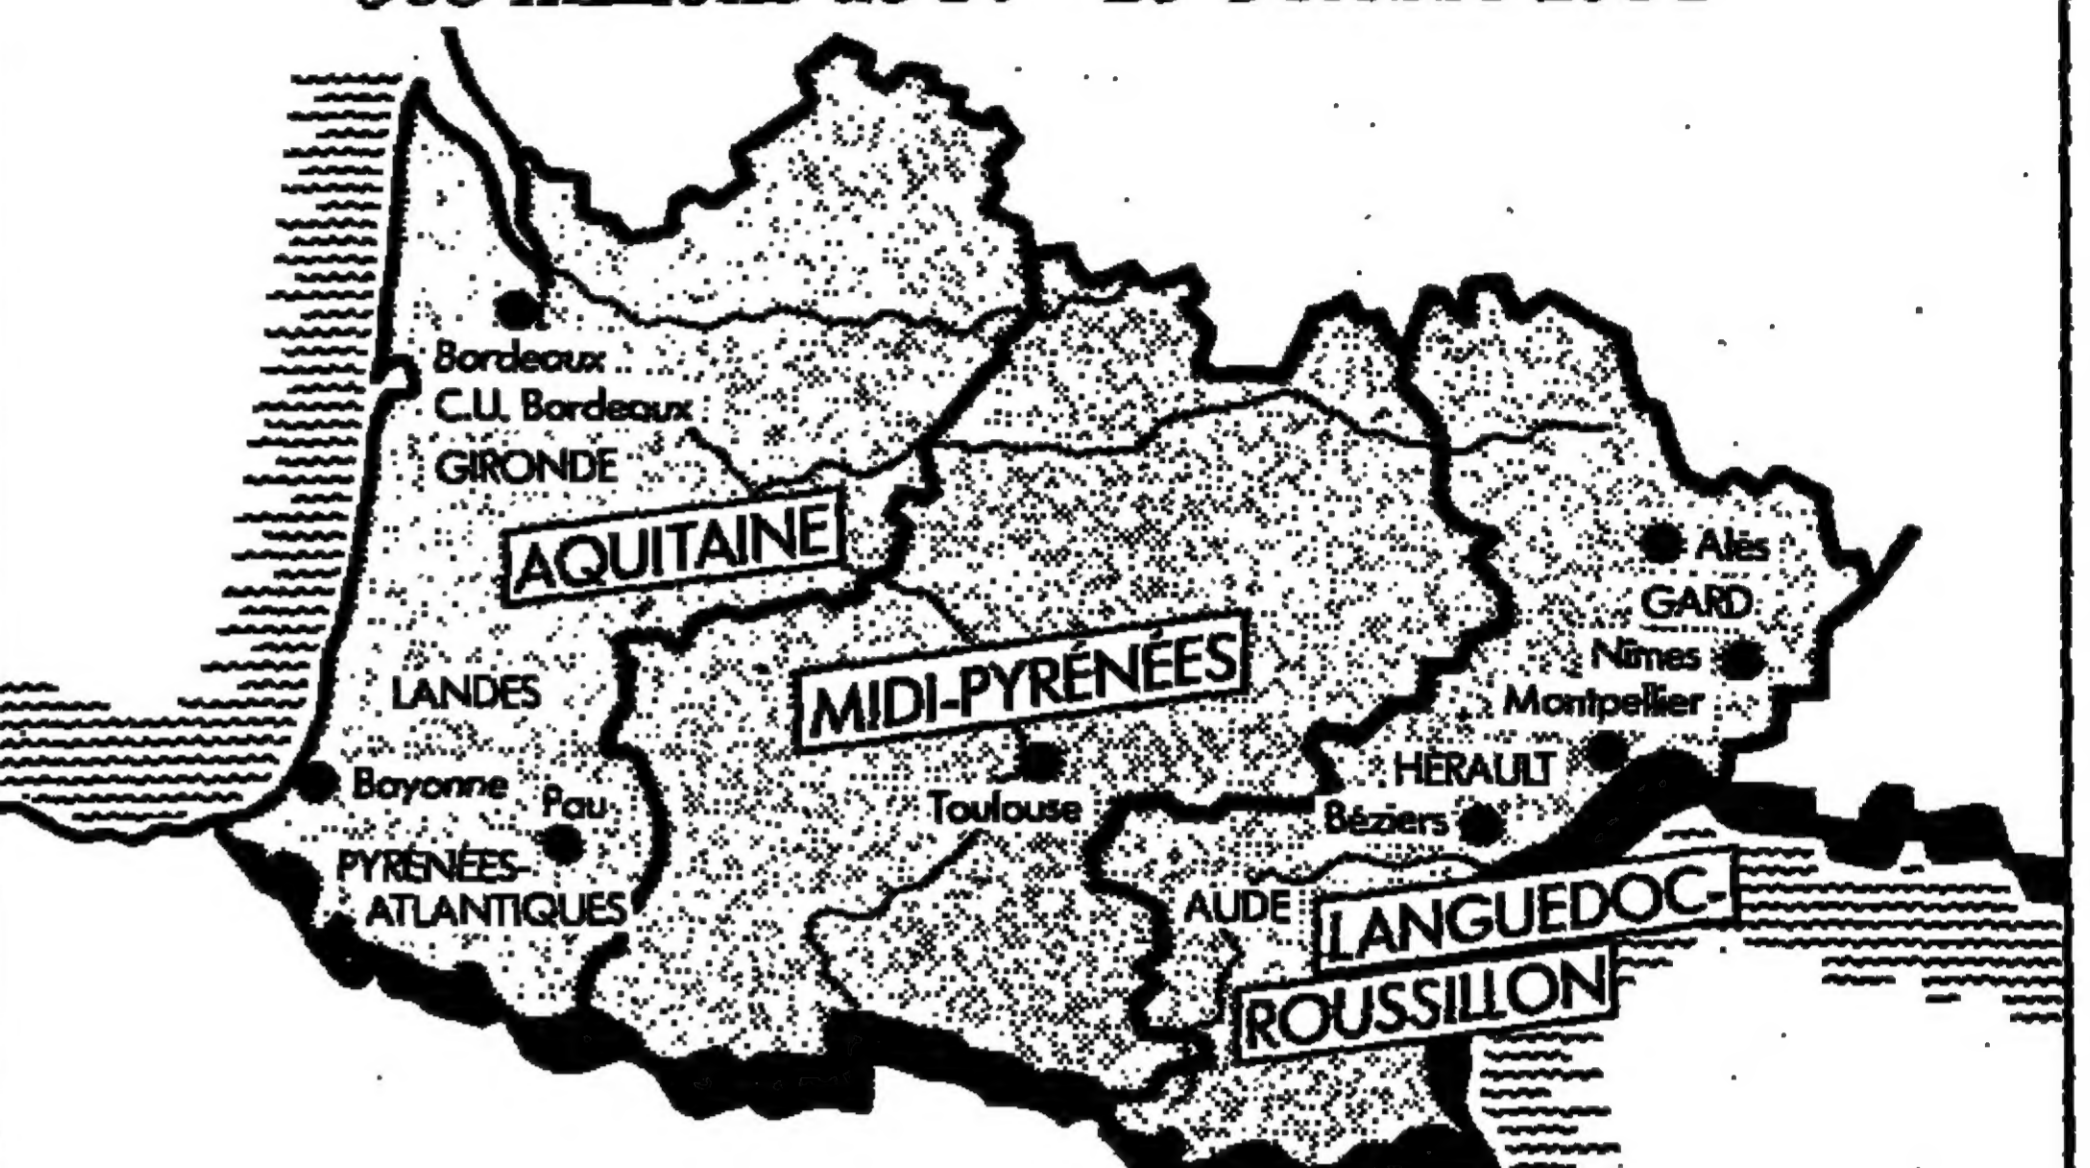 Bordeaux
C.U. Bordeaux
GIRONDE
AQUITAINE
LANDES
Bayonne
Pau
PYRÉNÉES-
ATLANTIQUES
MIDI-PYRÉNÉES
Toulouse
Alès
GARD
Nîmes
Montpellier
HÉRAULT
Béziers
AUDE
LANGUEDOC-
ROUSSILLON